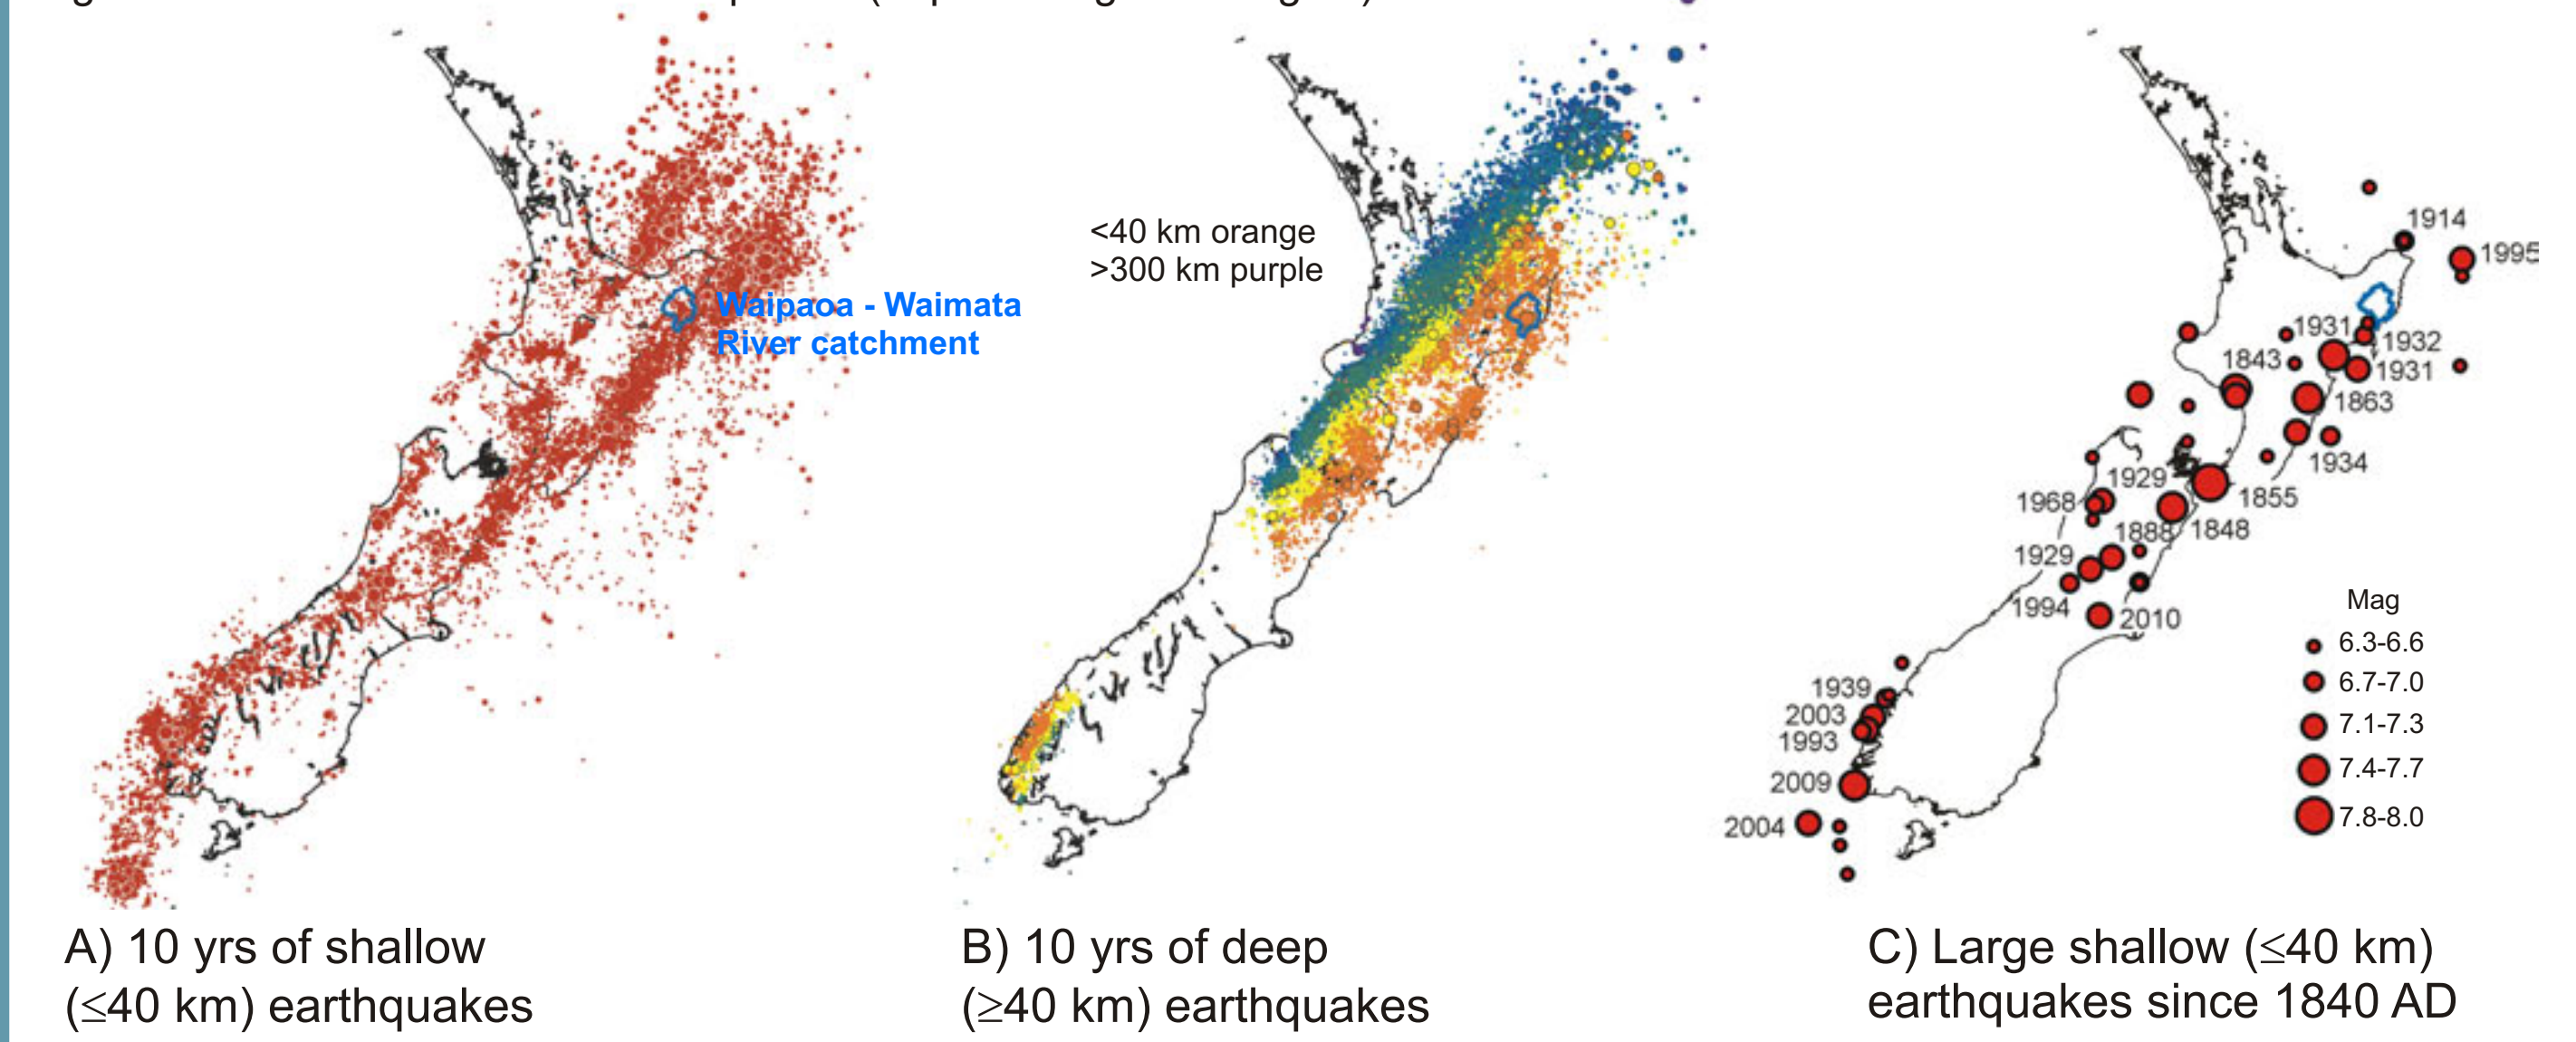 Waipaoa - Waimata
River catchment
<40 km orange
>300 km purple
1914
1995
1931
1932
1843
1931
1863
1934
1929
1968
1855
1888
1848
1929
1994
2010
1939
2003
1993
2009
2004
Mag
6.3-6.6
6.7-7.0
7.1-7.3
7.4-7.7
7.8-8.0
A) 10 yrs of shallow
(≤40 km) earthquakes
B) 10 yrs of deep
(≥40 km) earthquakes
C) Large shallow (≤40 km)
earthquakes since 1840 AD